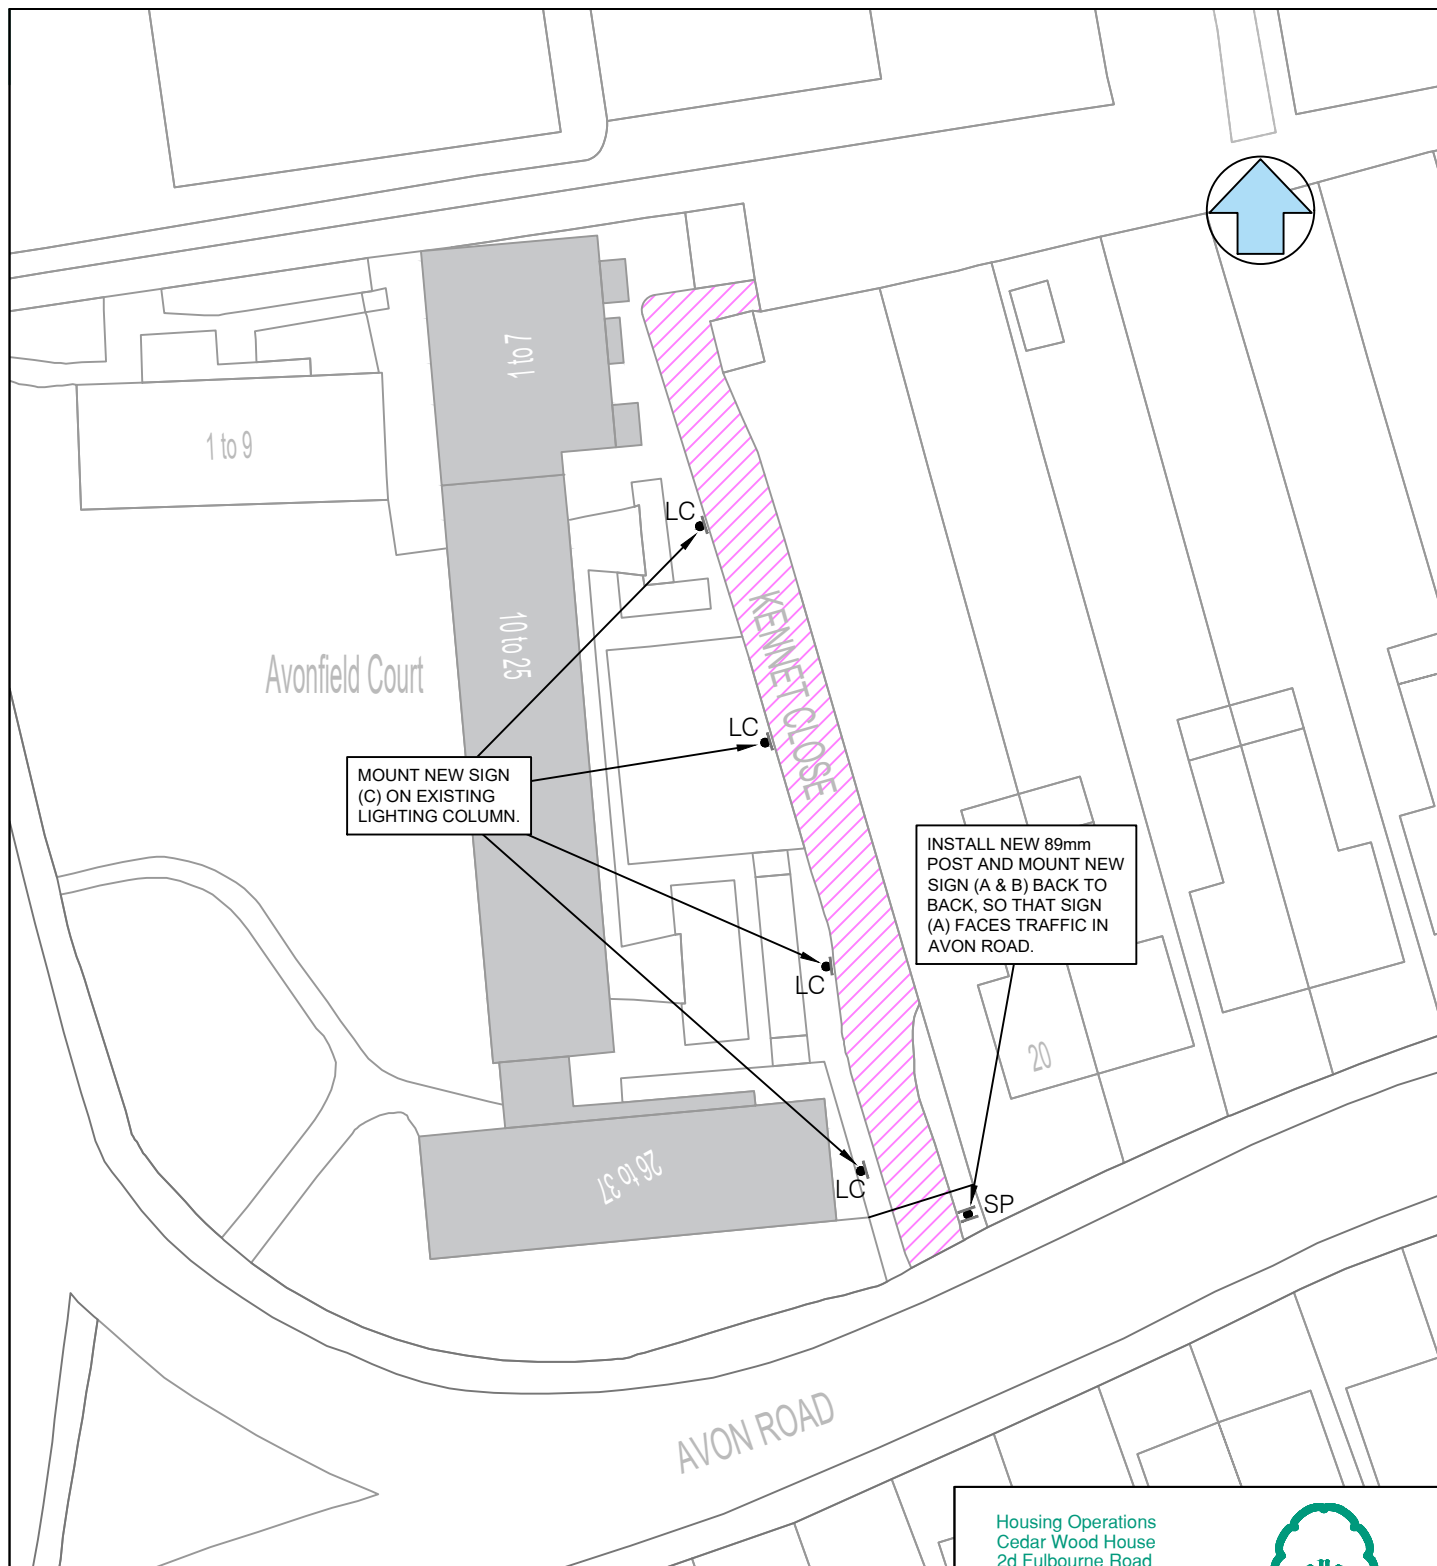 1 to 7
1 to 9
LC
10 to 25
KENNET CLOSE
Avonfield Court
LC
MOUNT NEW SIGN
(C) ON EXISTING
LIGHTING COLUMN.
INSTALL NEW 89mm
POST AND MOUNT NEW
SIGN (A & B) BACK TO
BACK, SO THAT SIGN
(A) FACES TRAFFIC IN
AVON ROAD.
LC
20
26 to 37
LC
SP
AVON ROAD
Housing Operations
Cedar Wood House
2d Fulbourne Road